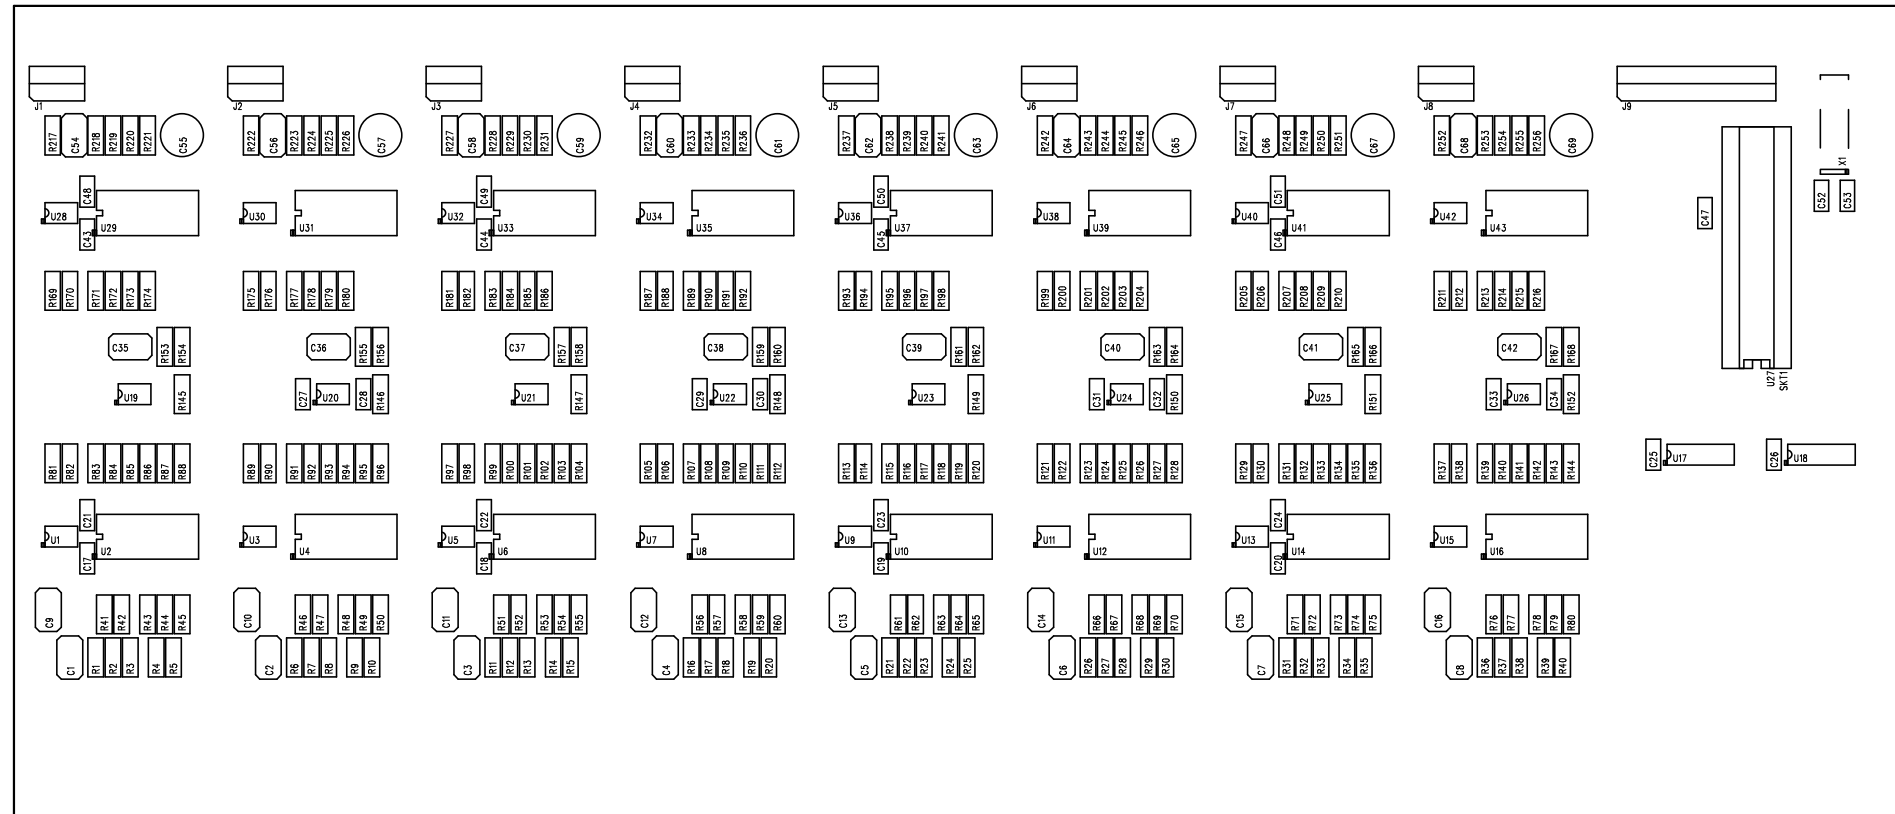 J1 J2 J3 J4 J5 J6 J7 J8 J9
R217 C54 R218 R219 R220 R221 C55 R222 C56 R223 R224 R225 R226 C57 R227 C58 R228 R229 R230 R231 C59 R232 C60 R233 R234 R235 R236 C61 R237 C62 R238 R239 R240 R241 C63 R242 C64 R243 R244 R245 R246 C65 R247 C66 R248 R249 R250 R251 C67 R252 C68 R253 R254 R255 R256 C69
X1
C48 C49 C50 C51 C52 C53
U28 U30 U32 U34 U36 U38 U40 U42 C47
U29 U31 U33 U35 U37 U39 U41 U43
C43 C44 C45 C46
R169 R170 R171 R172 R173 R174 R175 R176 R177 R178 R179 R180 R181 R182 R183 R184 R185 R186 R187 R188 R189 R190 R191 R192 R193 R194 R195 R196 R197 R198 R199 R200 R201 R202 R203 R204 R205 R206 R207 R208 R209 R210 R211 R212 R213 R214 R215 R216
C35 R153 R154 C36 R155 R156 C37 R157 R158 C38 R159 R160 C39 R161 R162 C40 R163 R164 C41 R165 R166 C42 R167 R168
U27 SKT1
U19 R145 C27 U20 C28 R146 U21 R147 C29 U22 C30 R148 U23 R149 C31 U24 C32 R150 U25 R151 C33 U26 C34 R152
R81 R82 R83 R84 R85 R86 R87 R88 R89 R90 R91 R92 R93 R94 R95 R96 R97 R98 R99 R100 R101 R102 R103 R104 R105 R106 R107 R108 R109 R110 R111 R112 R113 R114 R115 R116 R117 R118 R119 R120 R121 R122 R123 R124 R125 R126 R127 R128 R129 R130 R131 R132 R133 R134 R135 R136 R137 R138 R139 R140 R141 R142 R143 R144 C25 U17 C26 U18
C21 C22 C23 C24
U1 U3 U5 U7 U9 U11 U13 U15
U2 U4 U6 U8 U10 U12 U14 U16
C17 C18 C19 C20
C9 R41 R42 R43 R44 R45 C10 R46 R47 R48 R49 R50 C11 R51 R52 R53 R54 R55 C12 R56 R57 R58 R59 R60 C13 R61 R62 R63 R64 R65 C14 R66 R67 R68 R69 R70 C15 R71 R72 R73 R74 R75 C16 R76 R77 R78 R79 R80
C1 R1 R2 R3 R4 R5 C2 R6 R7 R8 R9 R10 C3 R11 R12 R13 R14 R15 C4 R16 R17 R18 R19 R20 C5 R21 R22 R23 R24 R25 C6 R26 R27 R28 R29 R30 C7 R31 R32 R33 R34 R35 C8 R36 R37 R38 R39 R40